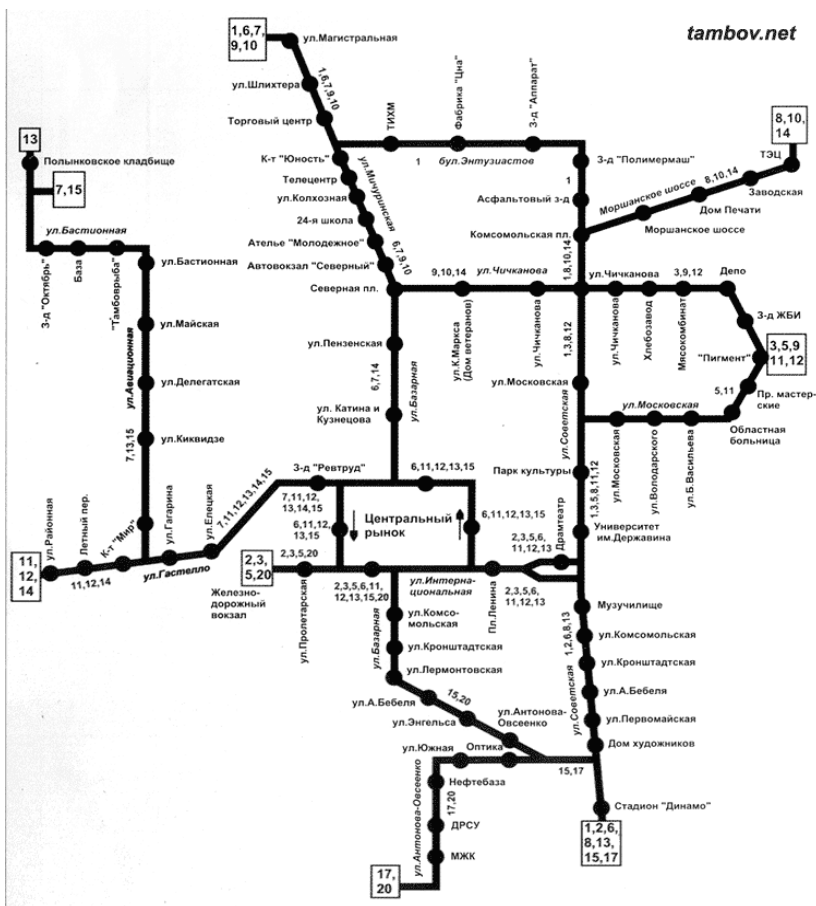 tambov.net
1,6,7,
9,10
ул.Магистральная
ул.Шлихтера
1,6,7,9,10
Торговый центр
ТИХМ
Фабрика "Цна"
З-д "Аппарат"
8,10,
14
ТЭЦ
13
Полынковское кладбище
7,15
К-т "Юность"
ул.Мичуринская
1
бул.Энтузиастов
З-д "Полимермаш"
1
Телецентр
ул.Колхозная
24-я школа
Ателье "Молодежное"
Автовокзал "Северный"
6,7,9,10
Асфальтовый з-д
Комсомольская пл.
Моршанское шоссе
8,10,14
Заводская
Дом Печати
Моршанское шоссе
1,8,10,14
ул.Бастионная
З-д "Октябрь"
База
"Тамбоврыба"
ул.Бастионная
Северная пл.
9,10,14
ул.Чичканова
ул.Чичканова
3,9,12
Депо
ул.К.Маркса
(Дом ветеранов)
ул.Чичканова
ул.Чичканова
Хлебозавод
Мясокомбинат
З-д ЖБИ
"Пигмент"
3,5,9
11,12
ул.Майская
ул.Авиационная
ул.Делегатская
ул.Киквидзе
7,13,15
ул.Пензенская
6,7,14
ул.Базарная
ул. Катина и
Кузнецова
1,3,8,12
ул.Московская
ул.Советская
5,11
Пр. мастер-
ские
ул.Московская
Областная
больница
ул.Московская
ул.Володарского
ул.Б.Васильева
Парк культуры
1,3,5,8,11,12
З-д "Ревтруд"
7,11,12,
13,14,15
6,11,12,13,15
6,11,12,
13,15
Центральный
рынок
6,11,12,13,15
2,3,5,6,
11,12,13
Драмтеатр
Университет
им.Державина
ул.Районная
Летный пер.
К-т "Мир"
ул.Гагарина
ул.Елецкая
7,11,12,13,14,15
11,
12,
14
11,12,14
ул.Гастелло
2,3,
5,20
Железно-
дорожный
вокзал
2,3,5,20
ул.Пролетарская
2,3,5,6,11,
12,13,15,20
ул.Интерна-
циональная
Пл.Ленина
2,3,5,6,
11,12,13
Музучилище
ул.Базарная
ул.Комсо-
мольская
ул.Кронштадтская
ул.Лермонтовская
1,2,6,8,13
ул.Советская
ул.Комсомольская
ул.Кронштадтская
ул.А.Бебеля
ул.Первомайская
Дом художников
15,20
ул.А.Бебеля
ул.Энгельса
ул.Антонова-
Овсеенко
ул.Южная
Оптика
15,17
Нефтебаза
ул.Антонова-Овсеенко
17,20
ДРСУ
МЖК
17,
20
Стадион "Динамо"
1,2,6,
8,13,
15,17